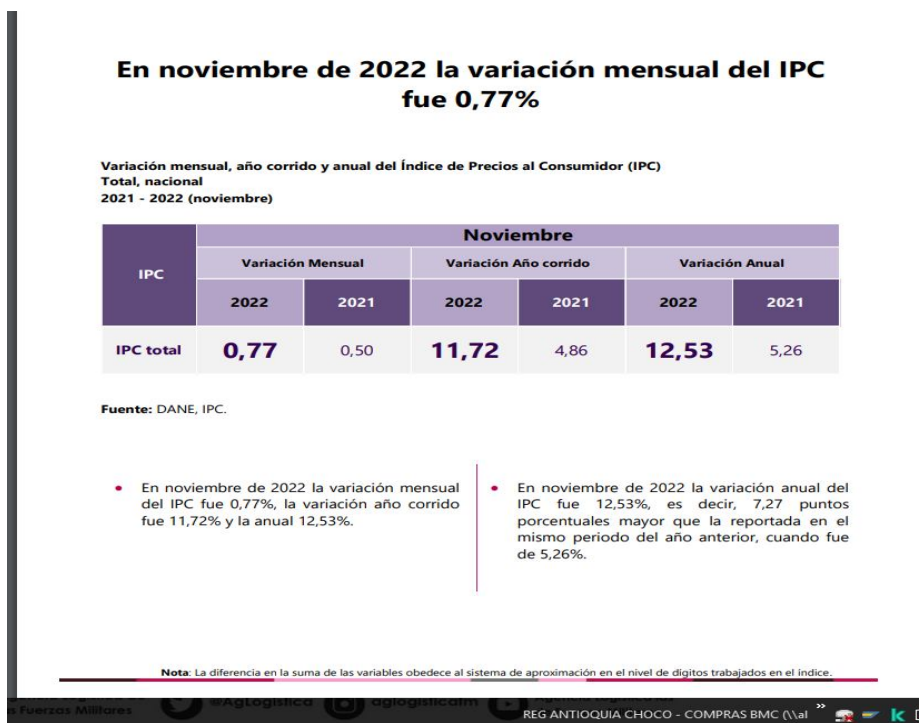 En noviembre de 2022 la variación mensual del IPC
fue 0,77%
Variación mensual, año corrido y anual del Índice de Precios al Consumidor (IPC)
Total, nacional
2021 - 2022 (noviembre)
IPC
Noviembre
Variación Mensual Variación Año corrido Variación Anual
2022 2021 2022 2021 2022 2021
IPC total 0,77 0,50 11,72 4,86 12,53 5,26
Fuente: DANE, IPC.
• En noviembre de 2022 la variación mensual
del IPC fue 0,77%, la variación año corrido
fue 11,72% y la anual 12,53%.
• En noviembre de 2022 la variación anual del
IPC fue 12,53%, es decir, 7,27 puntos
porcentuales mayor que la reportada en el
mismo periodo del año anterior, cuando fue
de 5,26%.
Nota: La diferencia en la suma de las variables obedece al sistema de aproximación en el nivel de dígitos trabajados en el índice.
Fuerzas Militares @AgLogistica aglogisticafm
REG ANTIOQUIA CHOCO - COMPRAS BMC (\\al »